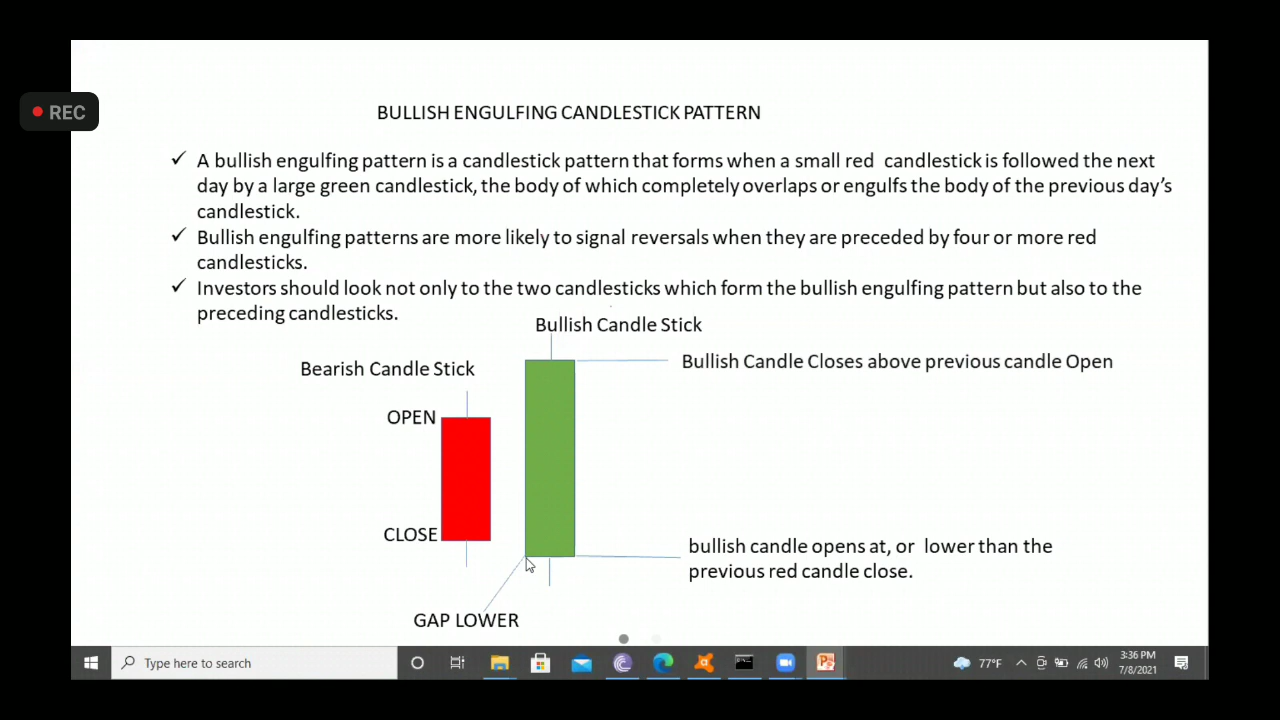 REC
BULLISH ENGULFING CANDLESTICK PATTERN
✓ A bullish engulfing pattern is a candlestick pattern that forms when a small red candlestick is followed the next
day by a large green candlestick, the body of which completely overlaps or engulfs the body of the previous day's
candlestick.
✓ Bullish engulfing patterns are more likely to signal reversals when they are preceded by four or more red
candlesticks.
✓ Investors should look not only to the two candlesticks which form the bullish engulfing pattern but also to the
preceding candlesticks.
Bullish Candle Stick
Bearish Candle Stick
Bullish Candle Closes above previous candle Open
OPEN
CLOSE
bullish candle opens at, or lower than the
previous red candle close.
GAP LOWER
Type here to search
77°F
3:36 PM
7/8/2021